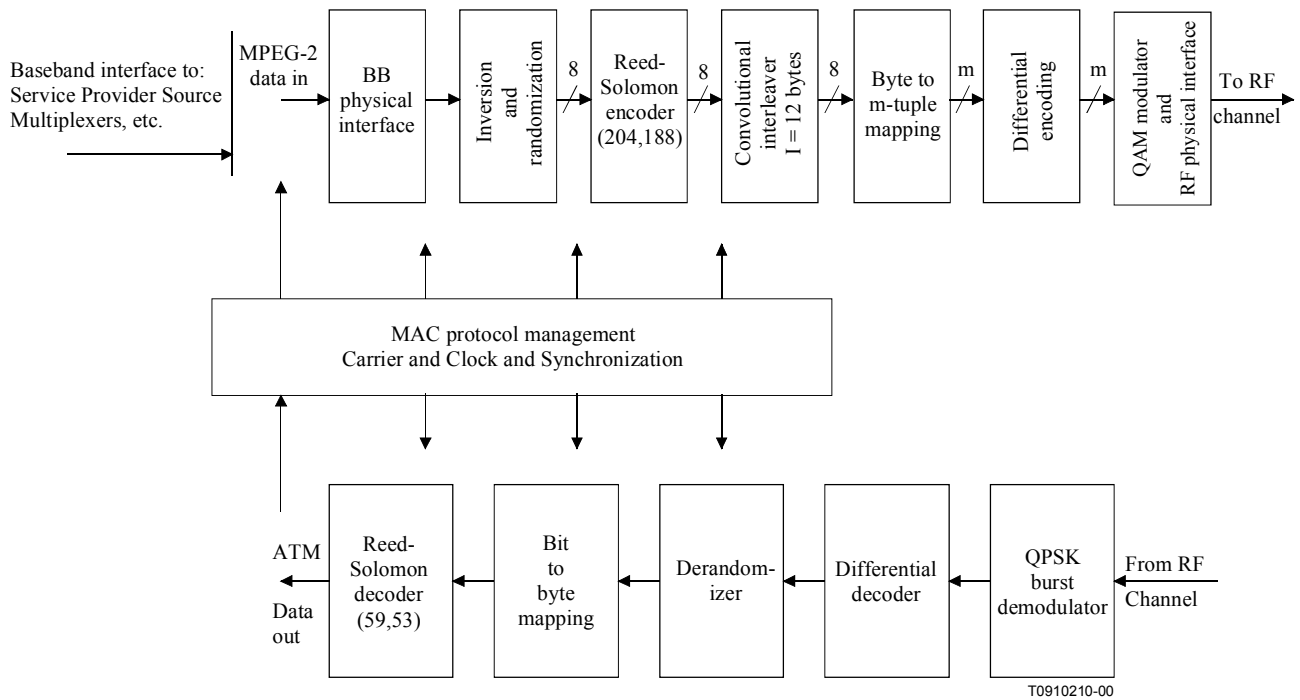 Baseband interface to:
Service Provider Source
Multiplexers, etc.
MPEG-2
data in
BB
physical
interface
Inversion
and
randomization
8
Reed-
Solomon
encoder
(204,188)
8
Convolutional
interleaver
I = 12 bytes
8
Byte to
m-tuple
mapping
m
Differential
encoding
m
QAM modulator
and
RF physical interface
To RF
channel
MAC protocol management
Carrier and Clock and Synchronization
ATM
Data
out
Reed-
Solomon
decoder
(59,53)
Bit
to
byte
mapping
Derandom-
izer
Differential
decoder
QPSK
burst
demodulator
From RF
Channel
T0910210-00